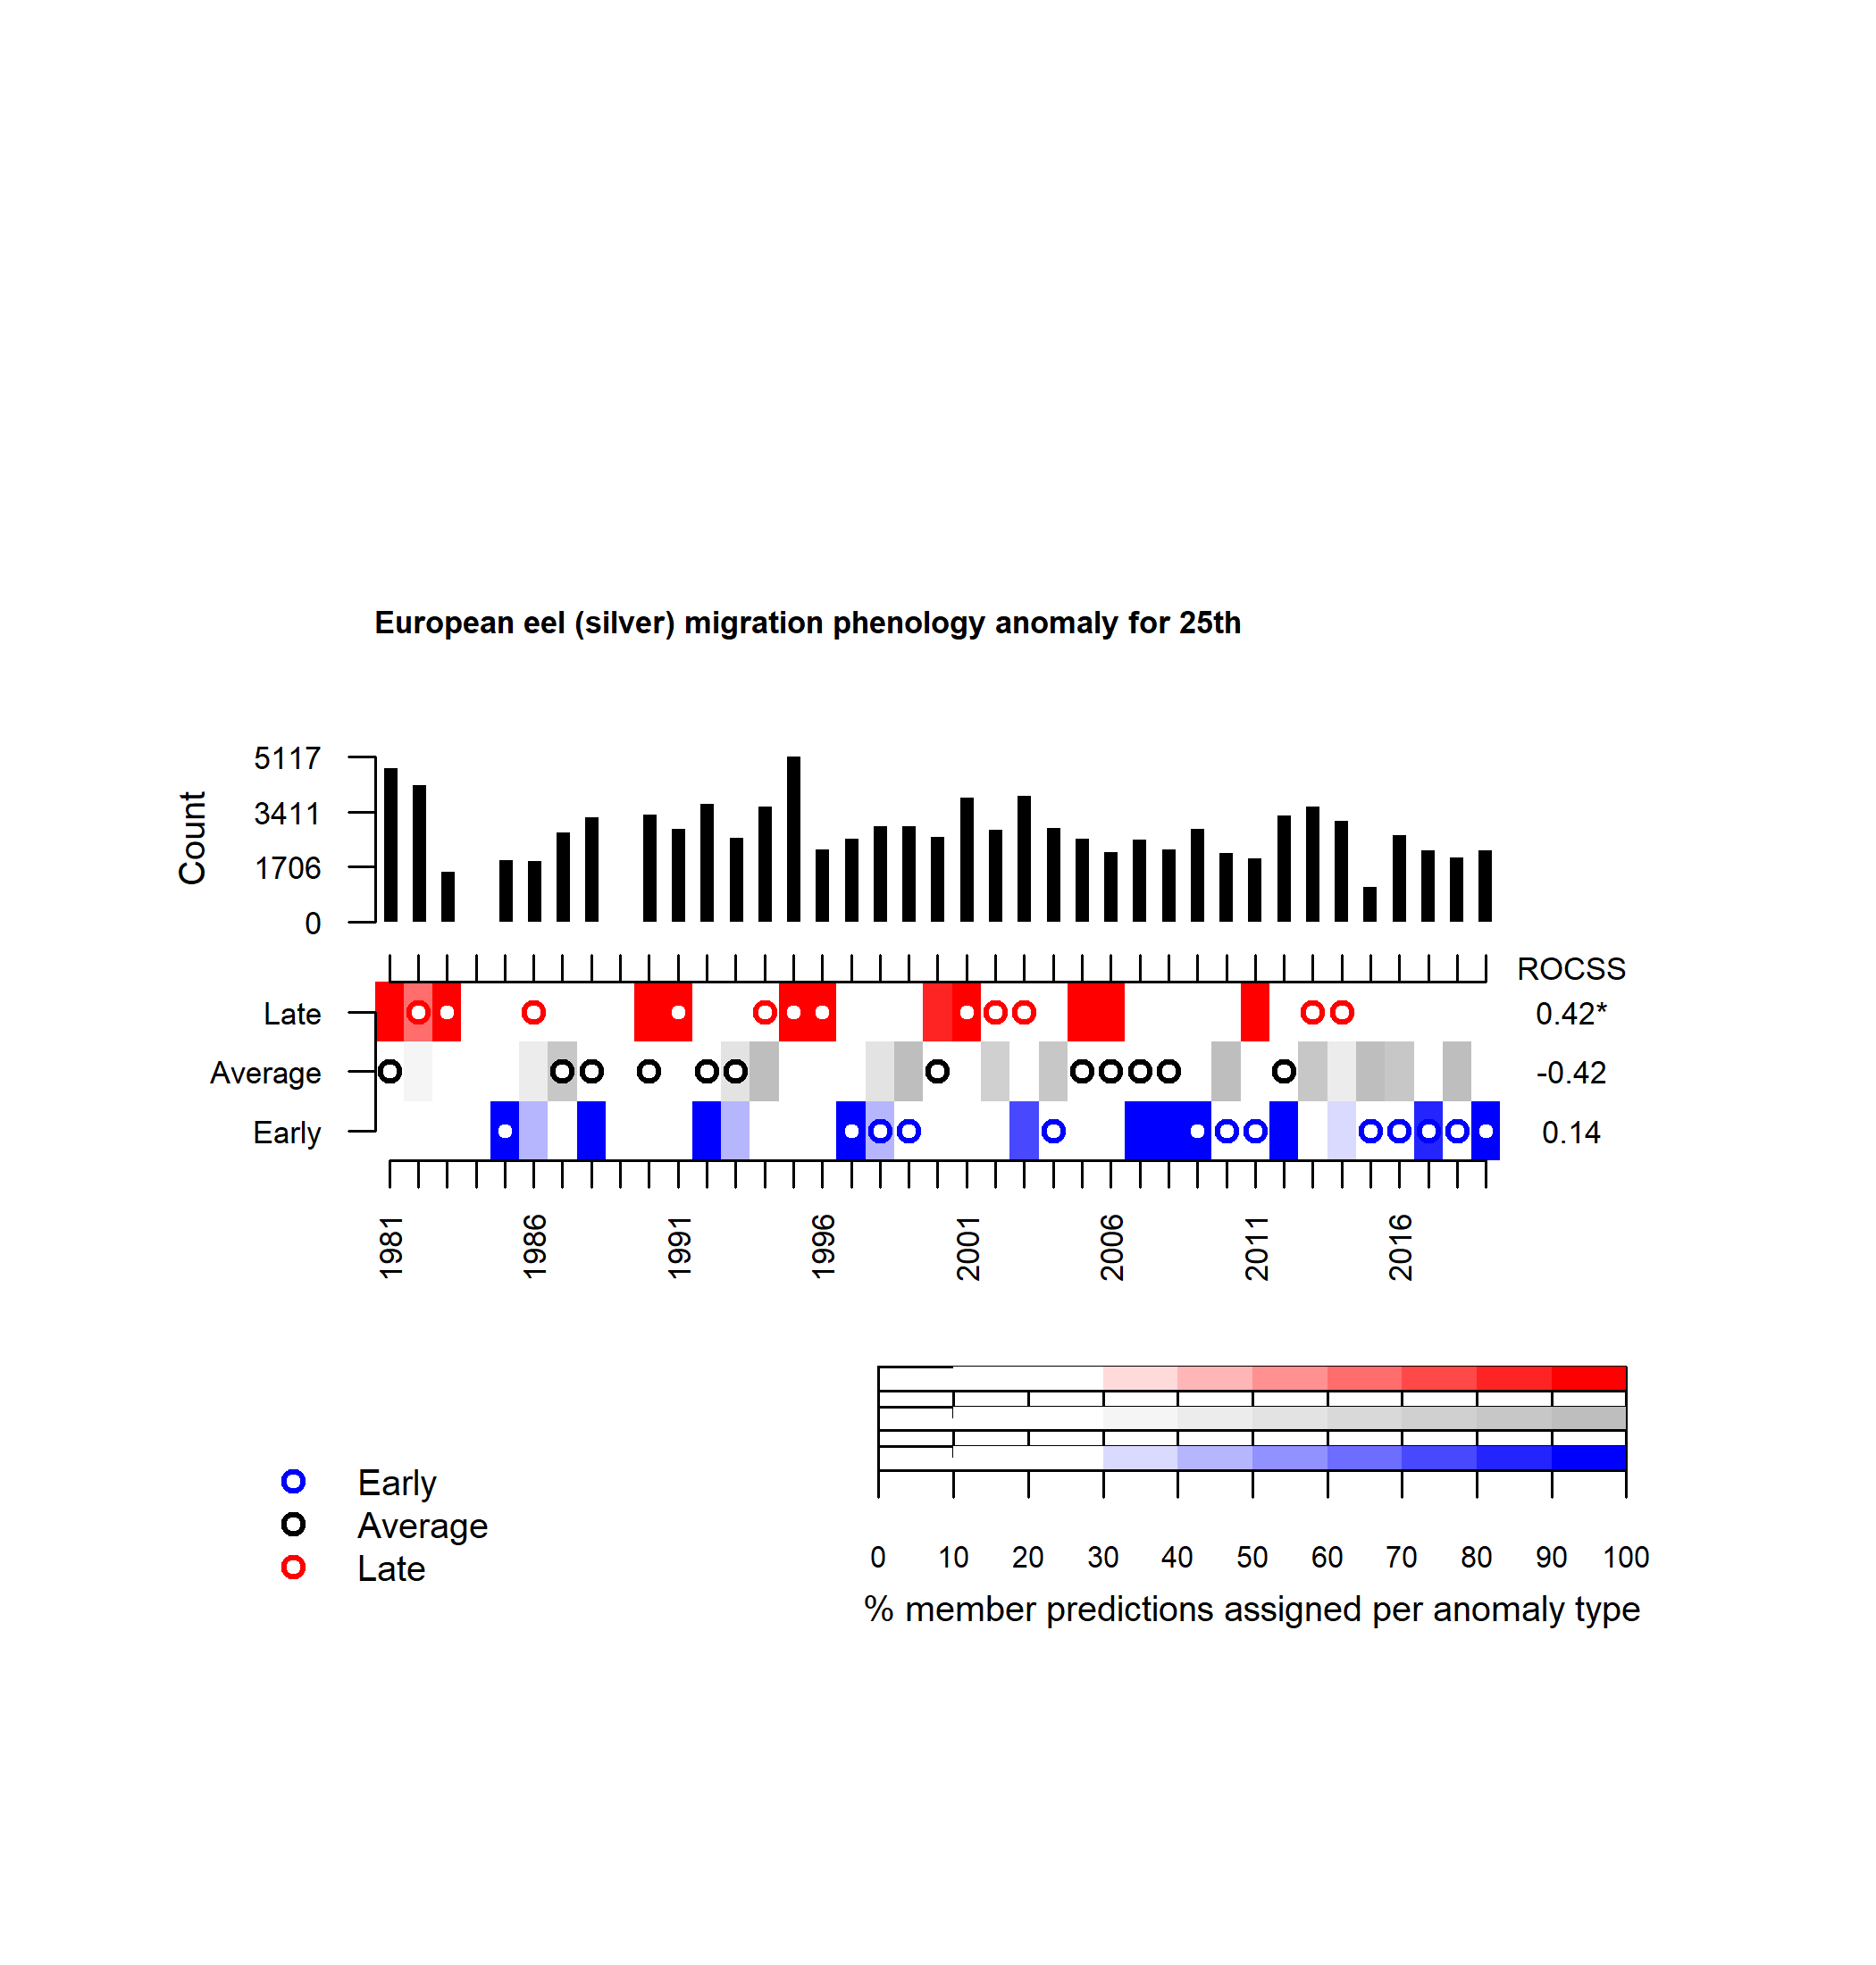 European eel (silver) migration phenology anomaly for 25th
Count
5117
3411
1706
0
ROCSS
Late
0.42*
Average
-0.42
Early
0.14
1981
1986
1991
1996
2001
2006
2011
2016
Early
Average
Late
0 10 20 30 40 50 60 70 80 90 100
% member predictions assigned per anomaly type